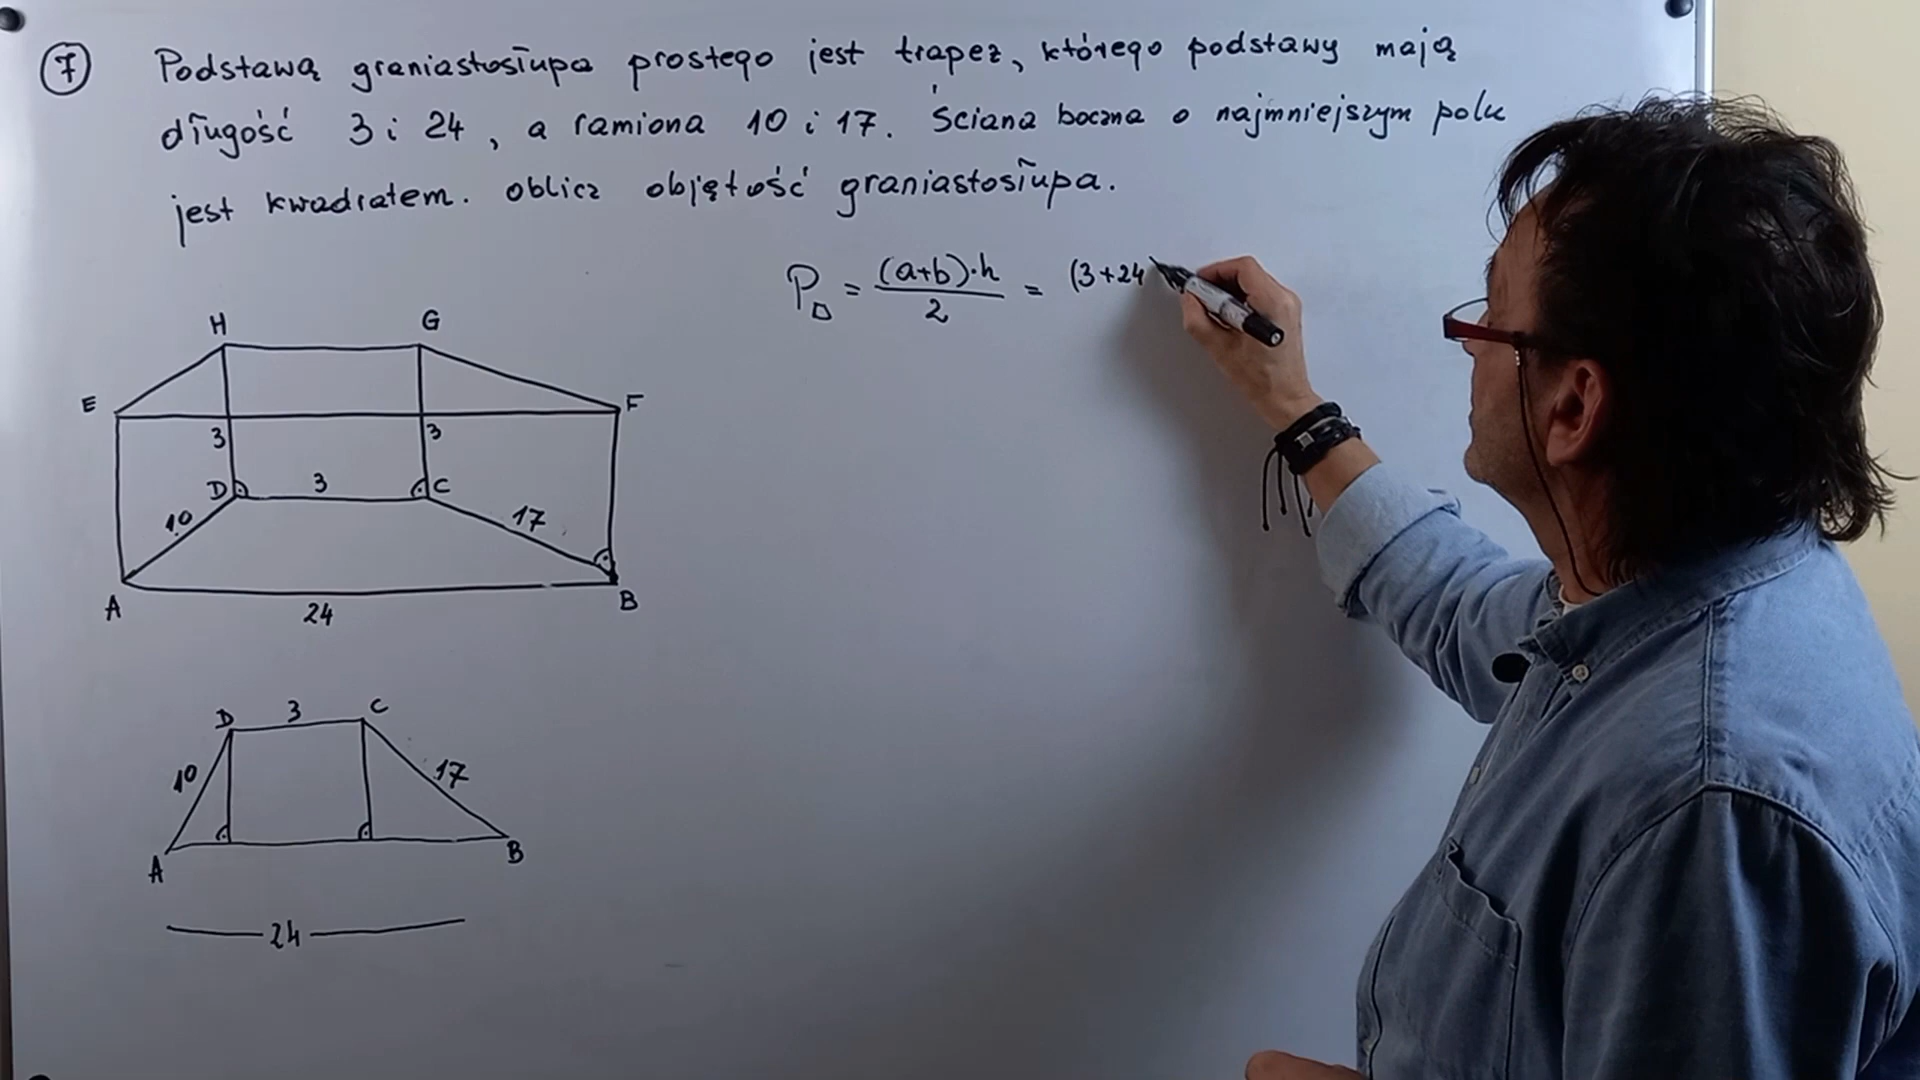 7 Podstawą graniastosłupa prostego jest trapez, którego podstawy mają
długość 3 i 24, a ramiona 10 i 17. Ściana boczna o najmniejszym polu
jest kwadratem. Oblicz objętość graniastosłupa.
P = (a+b)·h / 2 = (3+24
H G
E F
3 3
D 3 C
10 17
A B
24
D 3 C
10 17
A B
24